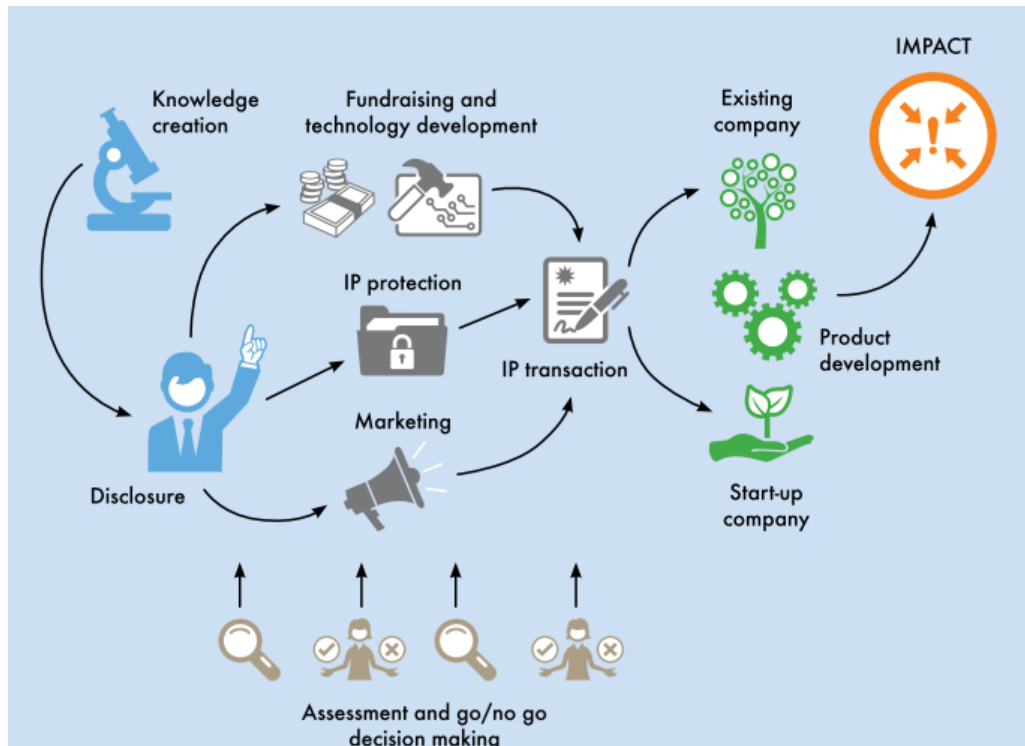 IMPACT
Knowledge
creation
Fundraising and
technology development
Existing
company
IP protection
Product
development
IP transaction
Marketing
Disclosure
Start-up
company
Assessment and go/no go
decision making